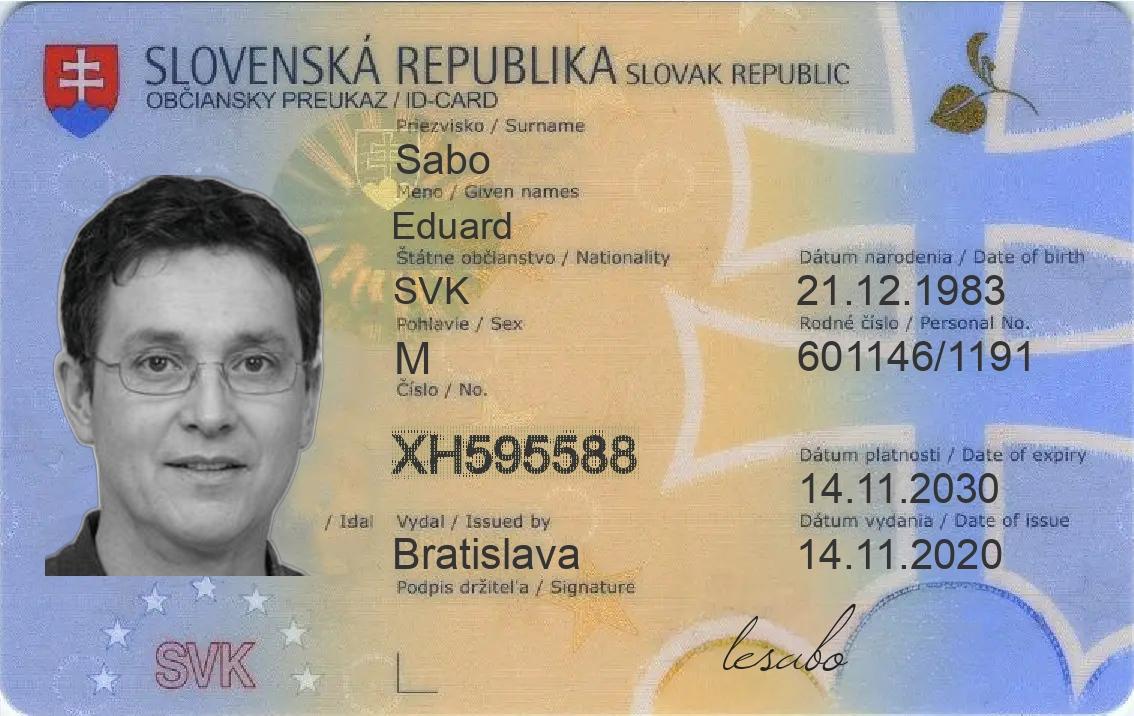 SLOVENSKÁ REPUBLIKA SLOVAK REPUBLIC
OBČIANSKY PREUKAZ / ID-CARD
Priezvisko / Surname
Sabo
Meno / Given names
Eduard
Štátne občianstvo / Nationality
SVK
Dátum narodenia / Date of birth
21.12.1983
Pohlavie / Sex
M
Rodné číslo / Personal No.
601146/1191
Číslo / No.
XH595588
Dátum platnosti / Date of expiry
14.11.2030
Vydal / Issued by
Bratislava
Dátum vydania / Date of issue
14.11.2020
Podpis držiteľa / Signature
lesabo
SVK